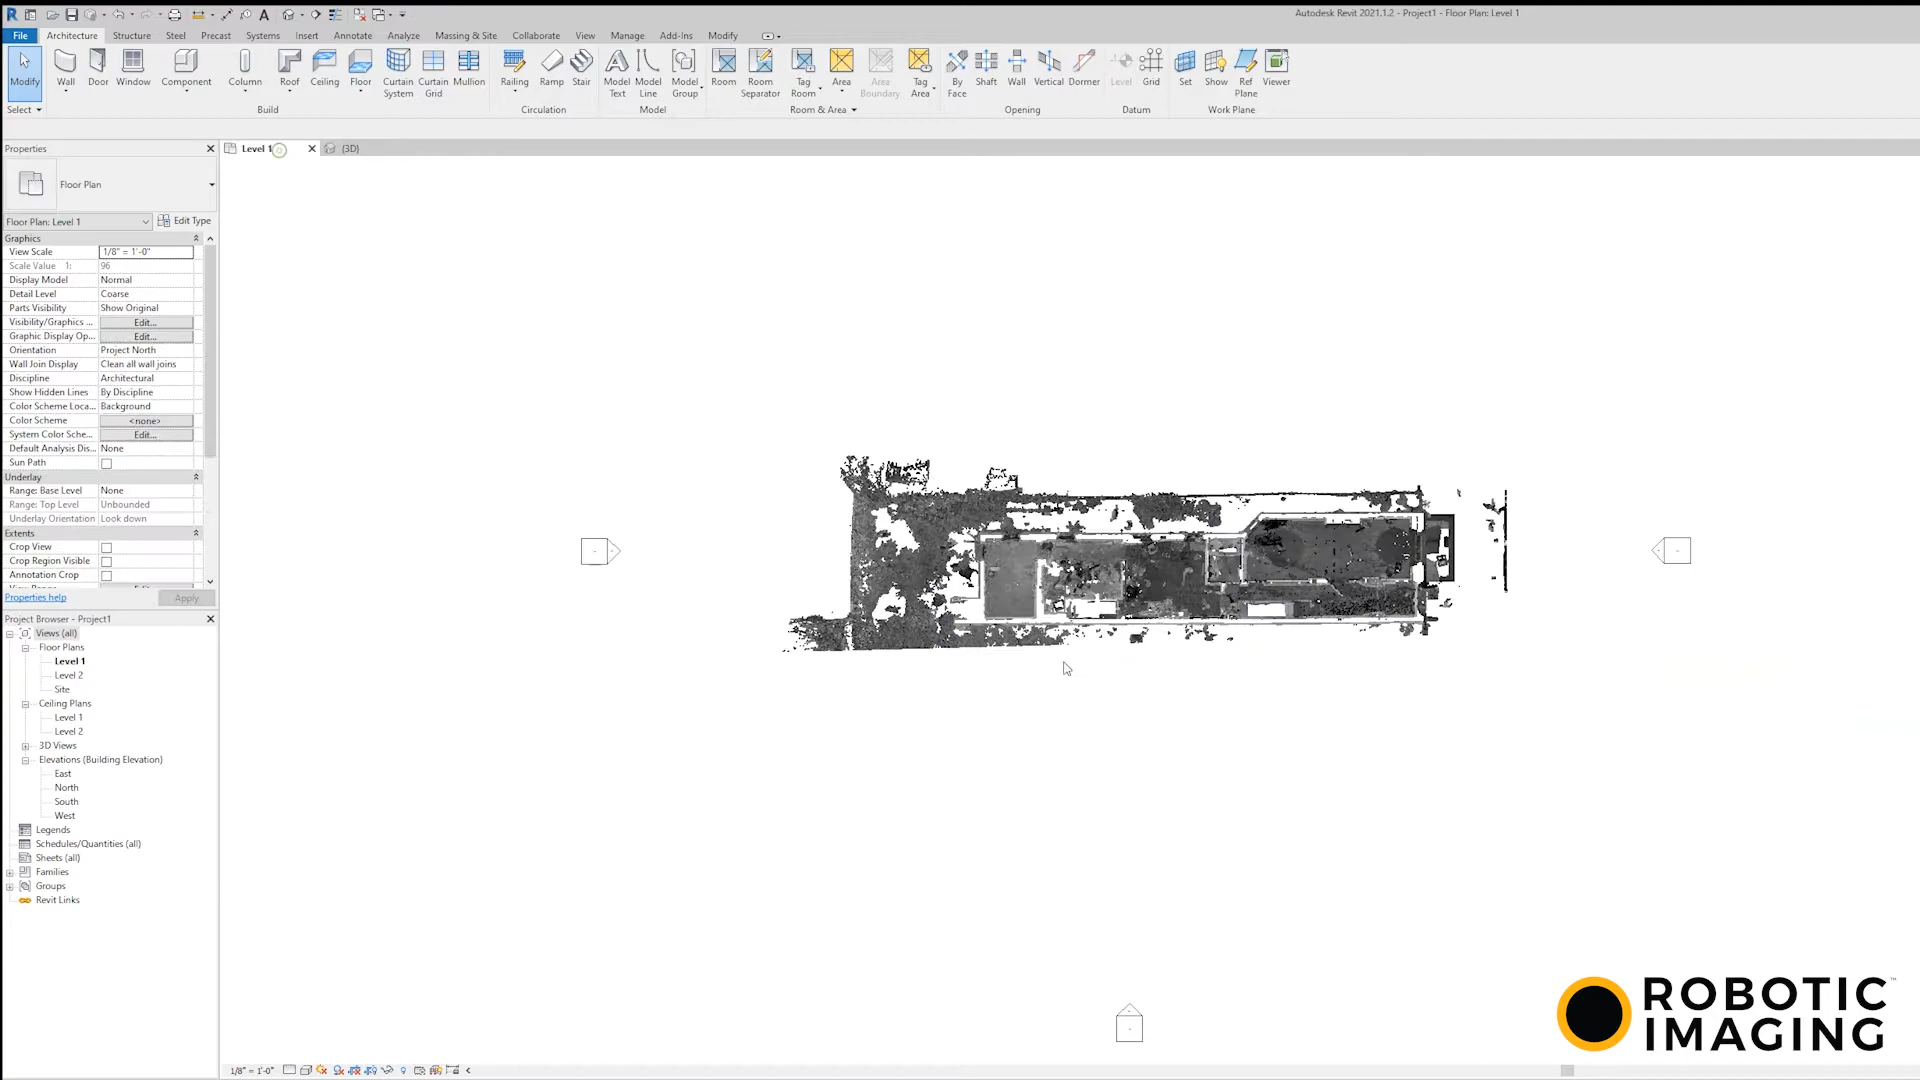 Autodesk Revit 2021.1.2 - Project1 - Floor Plan: Level 1
File Architecture Structure Steel Precast Systems Insert Annotate Analyze Massing & Site Collaborate View Manage Add-Ins Modify
Modify Wall Door Window Component Column Roof Ceiling Floor Curtain System Curtain Grid Mullion Railing Ramp Stair Model Text Model Line Model Group Room Room Separator Tag Room Area Area Boundary Tag Area By Face Shaft Wall Vertical Dormer Level Grid Set Show Ref Plane Viewer
Select Build Circulation Model Room & Area Opening Datum Work Plane
Properties
Level 1 {3D}
Floor Plan
Floor Plan: Level 1 Edit Type
Graphics
View Scale 1/8" = 1'-0"
Scale Value 1: 96
Display Model Normal
Detail Level Coarse
Parts Visibility Show Original
Visibility/Graphics ... Edit...
Graphic Display Op... Edit...
Orientation Project North
Wall Join Display Clean all wall joins
Discipline Architectural
Show Hidden Lines By Discipline
Color Scheme Loca... Background
Color Scheme <none>
System Color Sche... Edit...
Default Analysis Dis... None
Sun Path
Underlay
Range: Base Level None
Range: Top Level Unbounded
Underlay Orientation Look down
Extents
Crop View
Crop Region Visible
Annotation Crop
Properties help Apply
Project Browser - Project1
Views (all)
Floor Plans
Level 1
Level 2
Site
Ceiling Plans
Level 1
Level 2
3D Views
Elevations (Building Elevation)
East
North
South
West
Legends
Schedules/Quantities (all)
Sheets (all)
Families
Groups
Revit Links
1/8" = 1'-0"
ROBOTIC
IMAGING™